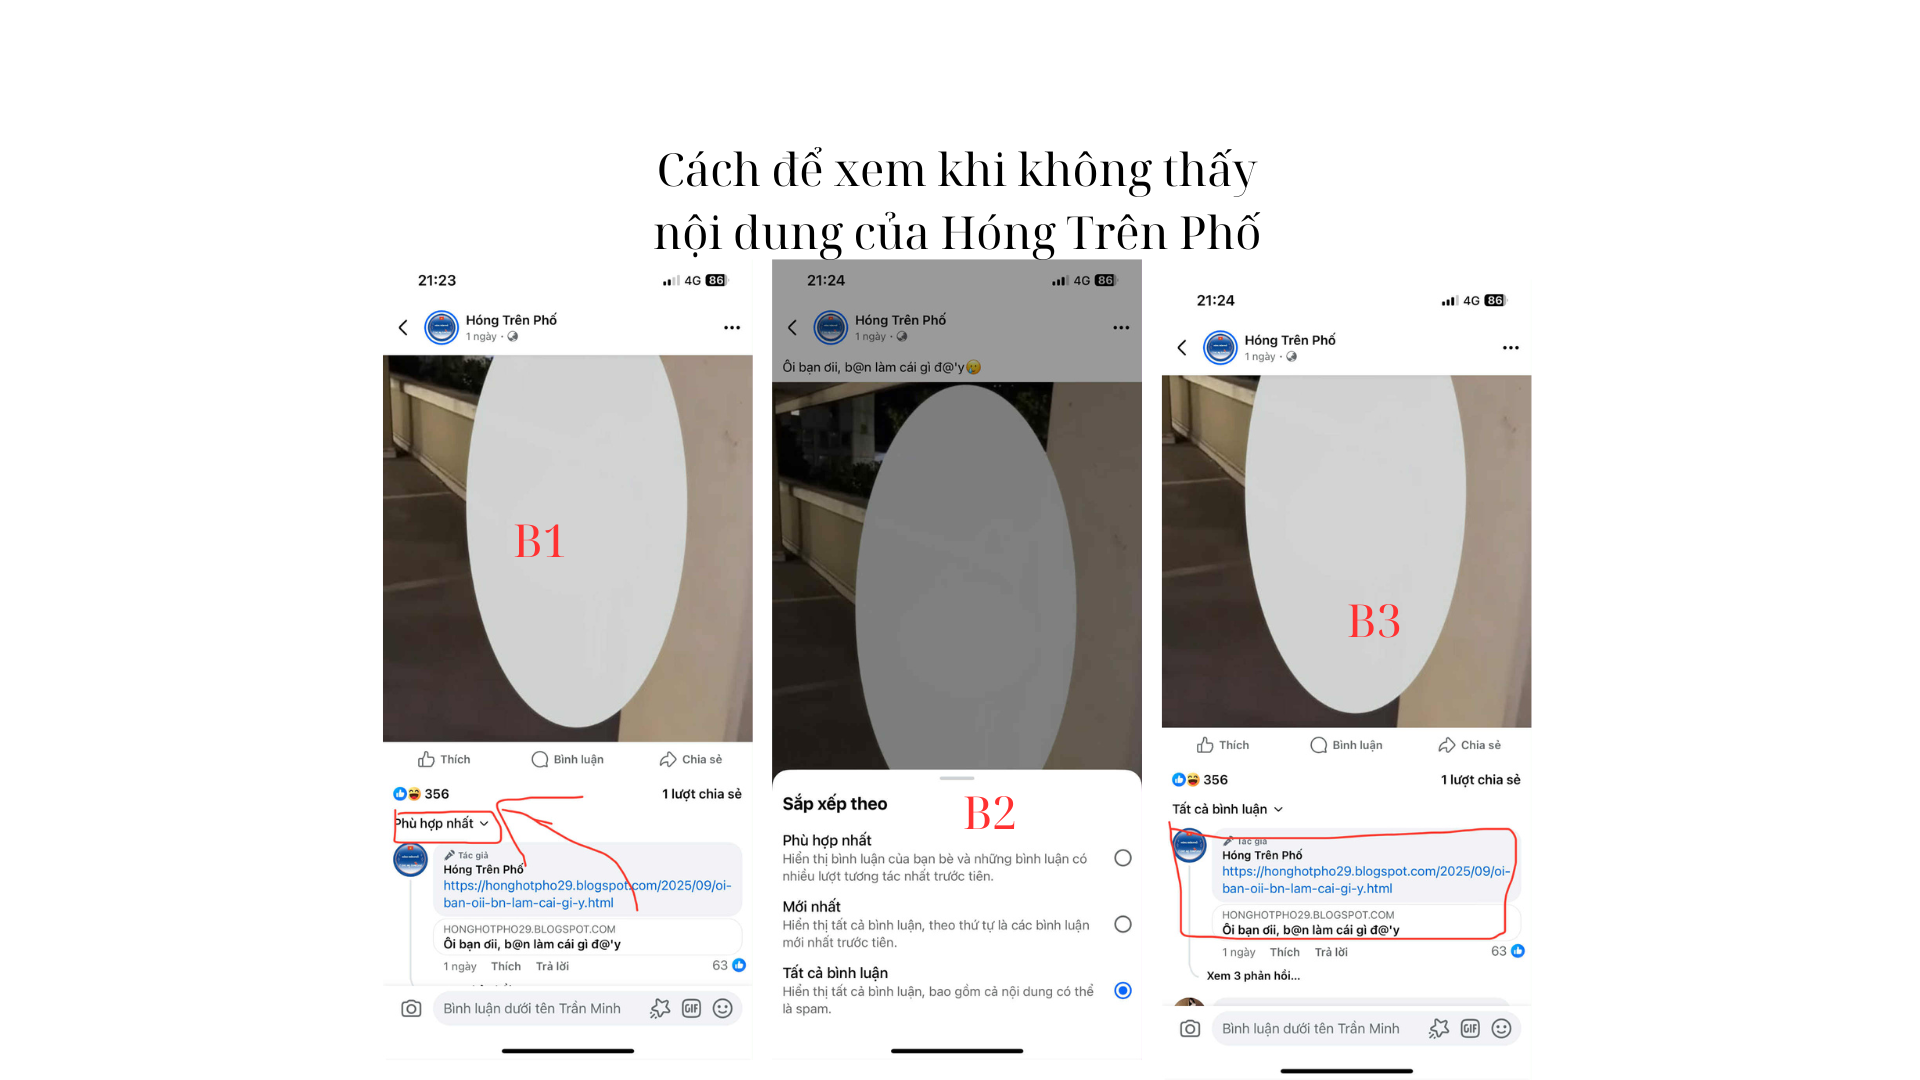 Cách để xem khi không thấy
nội dung của Hóng Trên Phố
21:23
4G 86
Hóng Trên Phố
1 ngày ·
B1
Thích
Bình luận
Chia sẻ
356
1 lượt chia sẻ
Phù hợp nhất
Tác giả
Hóng Trên Phố
https://honghotpho29.blogspot.com/2025/09/oi-
ban-oii-bn-lam-cai-gi-y.html
HONGHOTPHO29.BLOGSPOT.COM
Ôi bạn ơii, b@n làm cái gì đ@'y
1 ngày Thích Trả lời
63
Bình luận dưới tên Trần Minh
GIF
21:24
4G 86
Hóng Trên Phố
1 ngày ·
Ôi bạn ơii, b@n làm cái gì đ@'y
Sắp xếp theo
B2
Phù hợp nhất
Hiển thị bình luận của bạn bè và những bình luận có
nhiều lượt tương tác nhất trước tiên.
Mới nhất
Hiển thị tất cả bình luận, theo thứ tự là các bình luận
mới nhất trước tiên.
Tất cả bình luận
Hiển thị tất cả bình luận, bao gồm cả nội dung có thể
là spam.
21:24
4G 86
Hóng Trên Phố
1 ngày ·
B3
Thích
Bình luận
Chia sẻ
356
1 lượt chia sẻ
Tất cả bình luận
Tác giả
Hóng Trên Phố
https://honghotpho29.blogspot.com/2025/09/oi-
ban-oii-bn-lam-cai-gi-y.html
HONGHOTPHO29.BLOGSPOT.COM
Ôi bạn ơii, b@n làm cái gì đ@'y
1 ngày Thích Trả lời
63
Xem 3 phản hồi...
Bình luận dưới tên Trần Minh
GIF